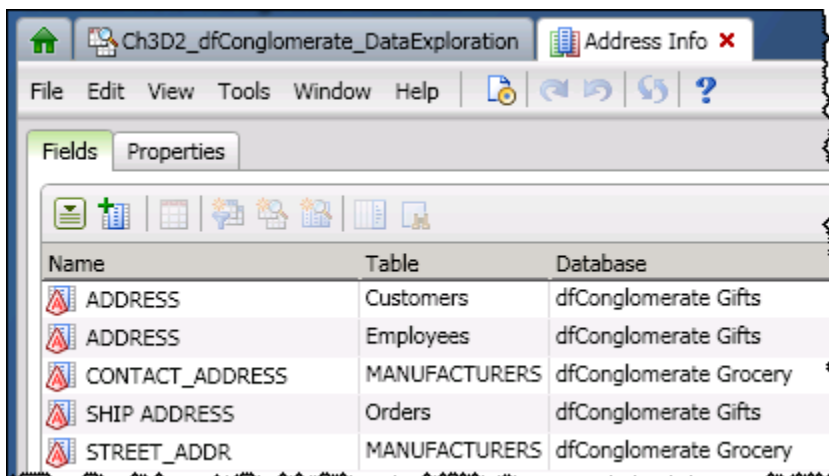 Ch3D2_dfConglomerate_DataExploration Address Info
File Edit View Tools Window Help ?
Fields Properties
Name Table Database
ADDRESS Customers dfConglomerate Gifts
ADDRESS Employees dfConglomerate Gifts
CONTACT_ADDRESS MANUFACTURERS dfConglomerate Grocery
SHIP ADDRESS Orders dfConglomerate Gifts
STREET_ADDR MANUFACTURERS dfConglomerate Grocery